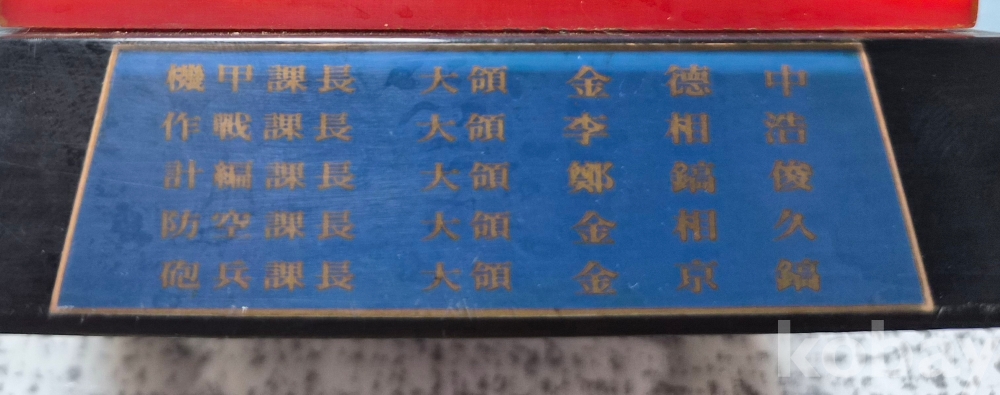 機甲課長 大領 金德中
作戰課長 大領 李相浩
計編課長 大領 鄭鎬俊
防空課長 大領 金相久
砲兵課長 大領 金京鎬